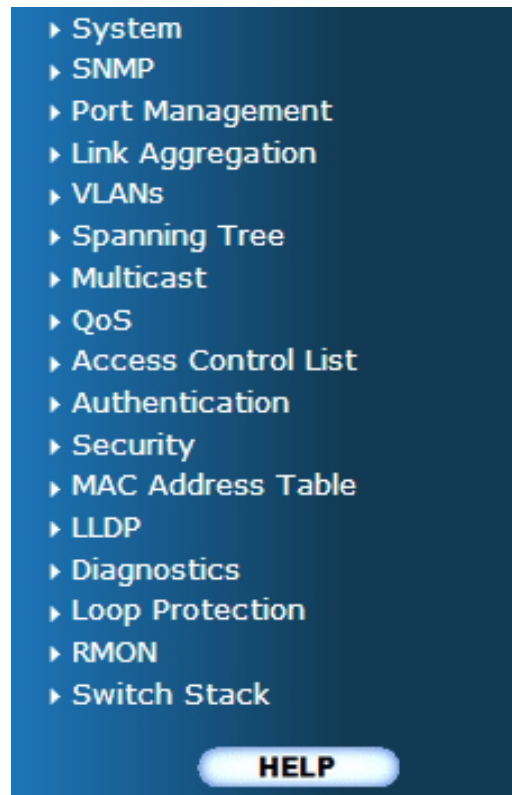 System
SNMP
Port Management
Link Aggregation
VLANs
Spanning Tree
Multicast
QoS
Access Control List
Authentication
Security
MAC Address Table
LLDP
Diagnostics
Loop Protection
RMON
Switch Stack
HELP